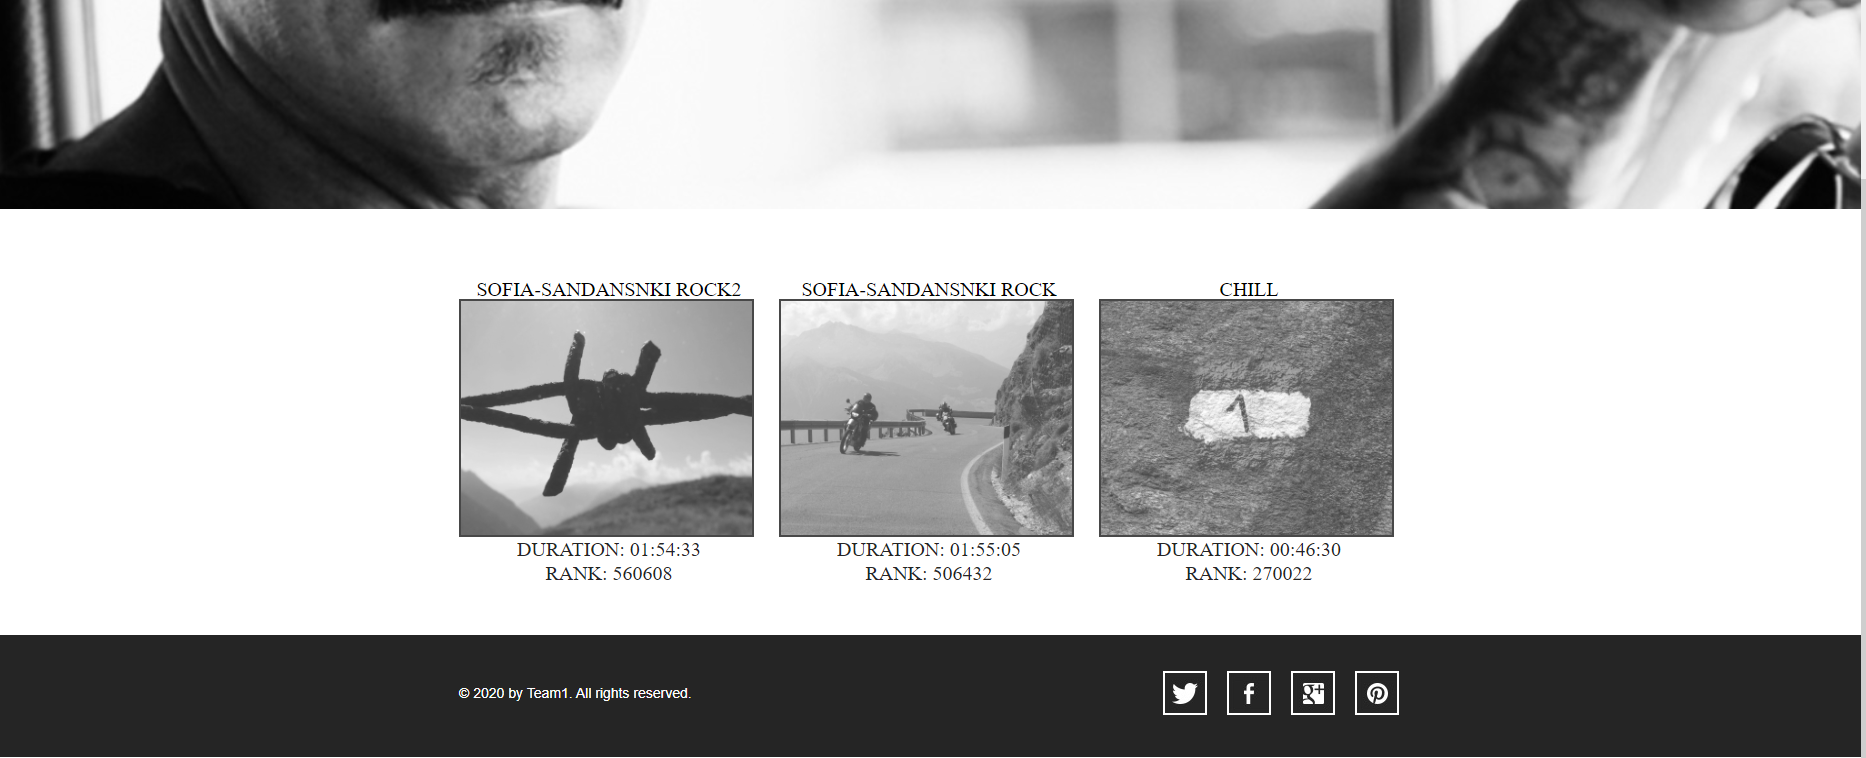 SOFIA-SANDANSNKI ROCK2
SOFIA-SANDANSNKI ROCK
CHILL
1
DURATION: 01:54:33
RANK: 560608
DURATION: 01:55:05
RANK: 506432
DURATION: 00:46:30
RANK: 270022
© 2020 by Team1. All rights reserved.